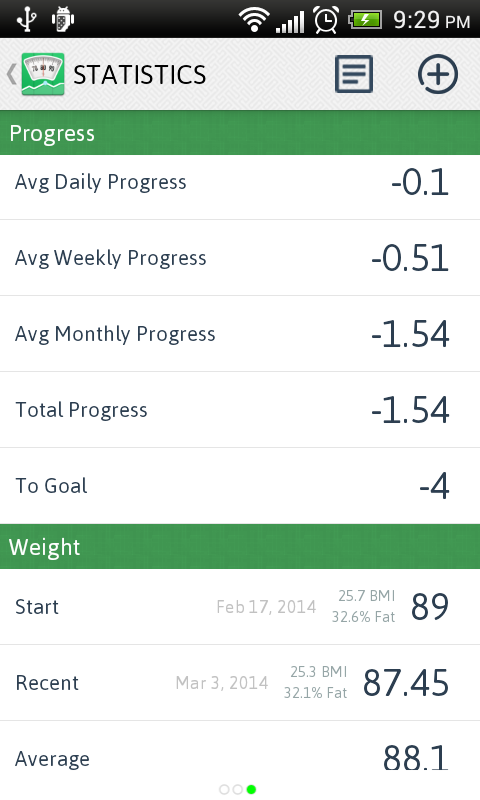 9:29 PM
STATISTICS
Progress
Avg Daily Progress -0.1
Avg Weekly Progress -0.51
Avg Monthly Progress -1.54
Total Progress -1.54
To Goal -4
Weight
Start Feb 17, 2014 25.7 BMI 32.6% Fat 89
Recent Mar 3, 2014 25.3 BMI 32.1% Fat 87.45
Average 88.1